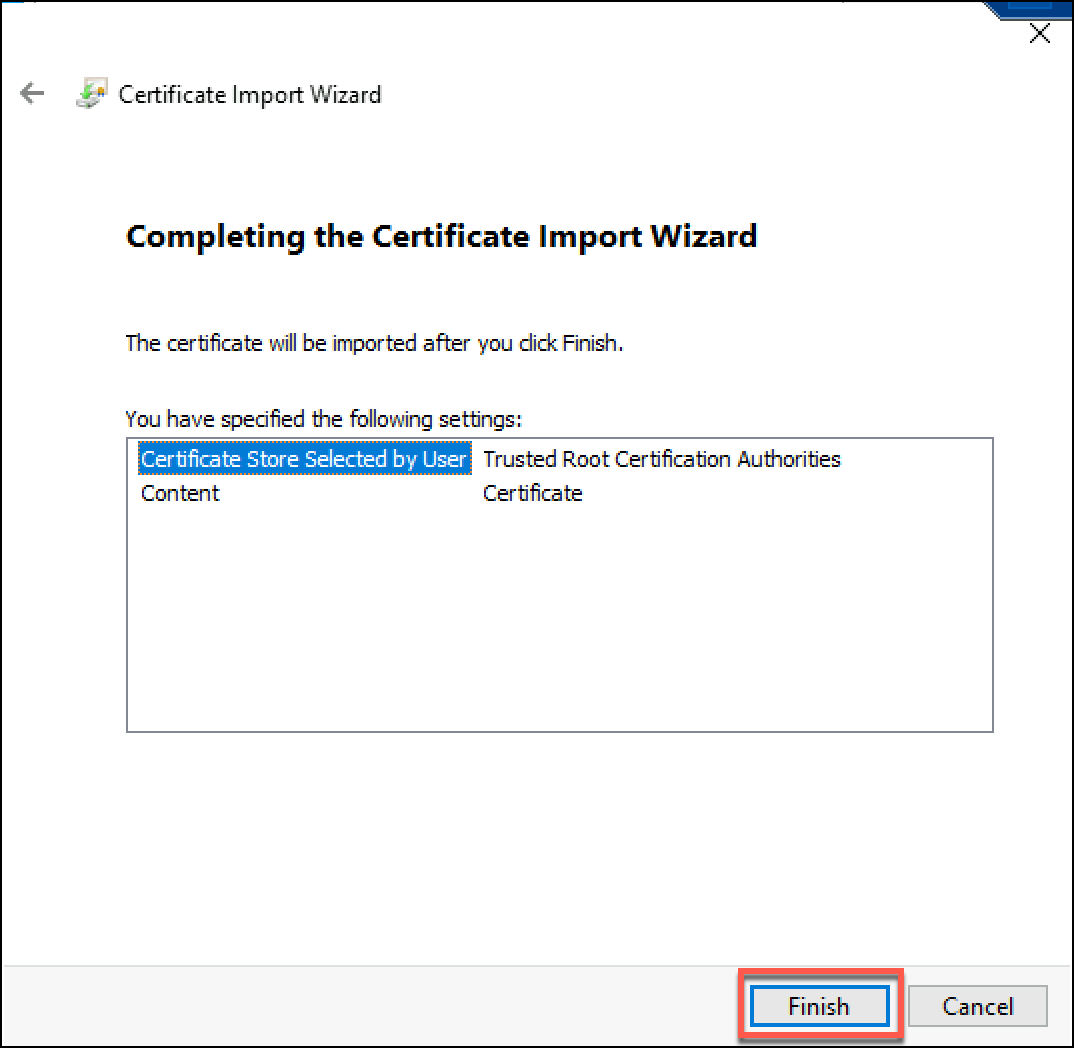 Certificate Import Wizard
Completing the Certificate Import Wizard
The certificate will be imported after you click Finish.
You have specified the following settings:
Certificate Store Selected by User Trusted Root Certification Authorities
Content Certificate
Finish Cancel